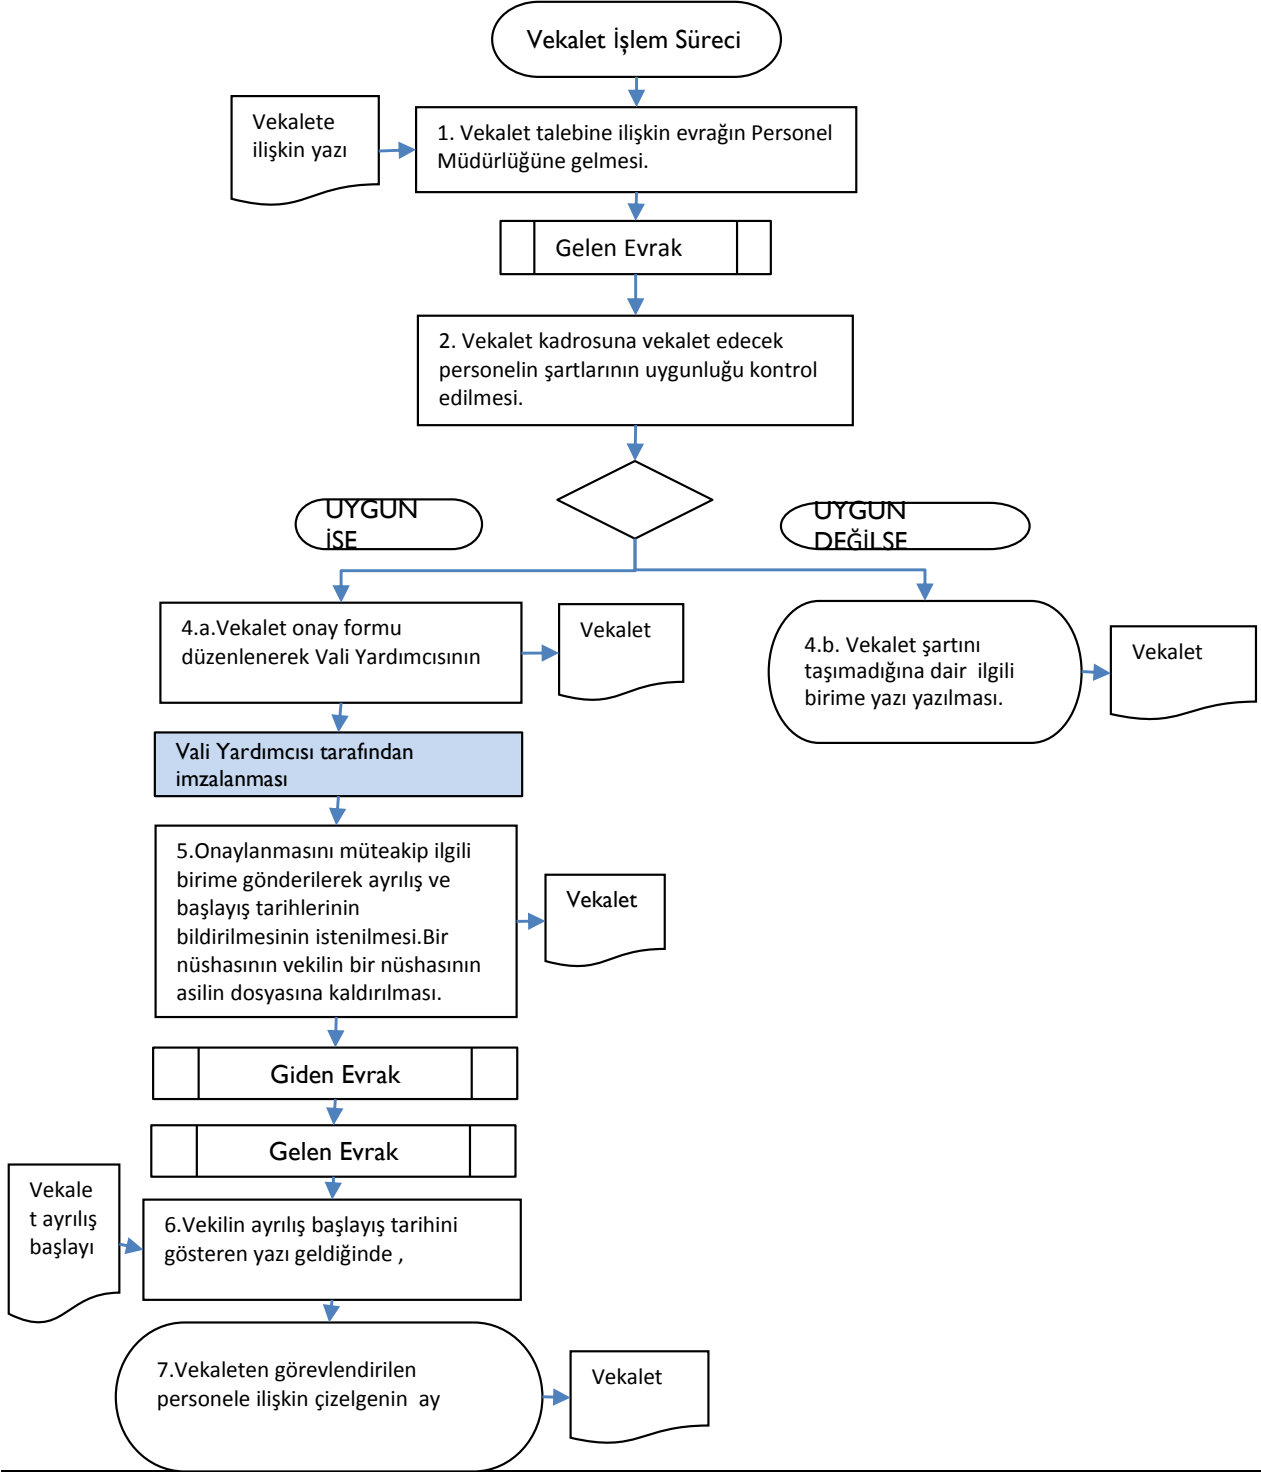 Vekalet İşlem Süreci
Vekalete
ilişkin yazı
1. Vekalet talebine ilişkin evrağın Personel
Müdürlüğüne gelmesi.
Gelen Evrak
2. Vekalet kadrosuna vekalet edecek
personelin şartlarının uygunluğu kontrol
edilmesi.
UYGUN
İSE
UYGUN
DEĞİLSE
4.a.Vekalet onay formu
düzenlenerek Vali Yardımcısının
Vekalet
4.b. Vekalet şartını
taşımadığına dair  ilgili
birime yazı yazılması.
Vekalet
Vali Yardımcısı tarafından
imzalanması
5.Onaylanmasını müteakip ilgili
birime gönderilerek ayrılış ve
başlayış tarihlerinin
bildirilmesinin istenilmesi.Bir
nüshasının vekilin bir nüshasının
asilin dosyasına kaldırılması.
Vekalet
Giden Evrak
Gelen Evrak
Vekale
t ayrılış
başlayı
6.Vekilin ayrılış başlayış tarihini
gösteren yazı geldiğinde ,
7.Vekaleten görevlendirilen
personele ilişkin çizelgenin  ay
Vekalet